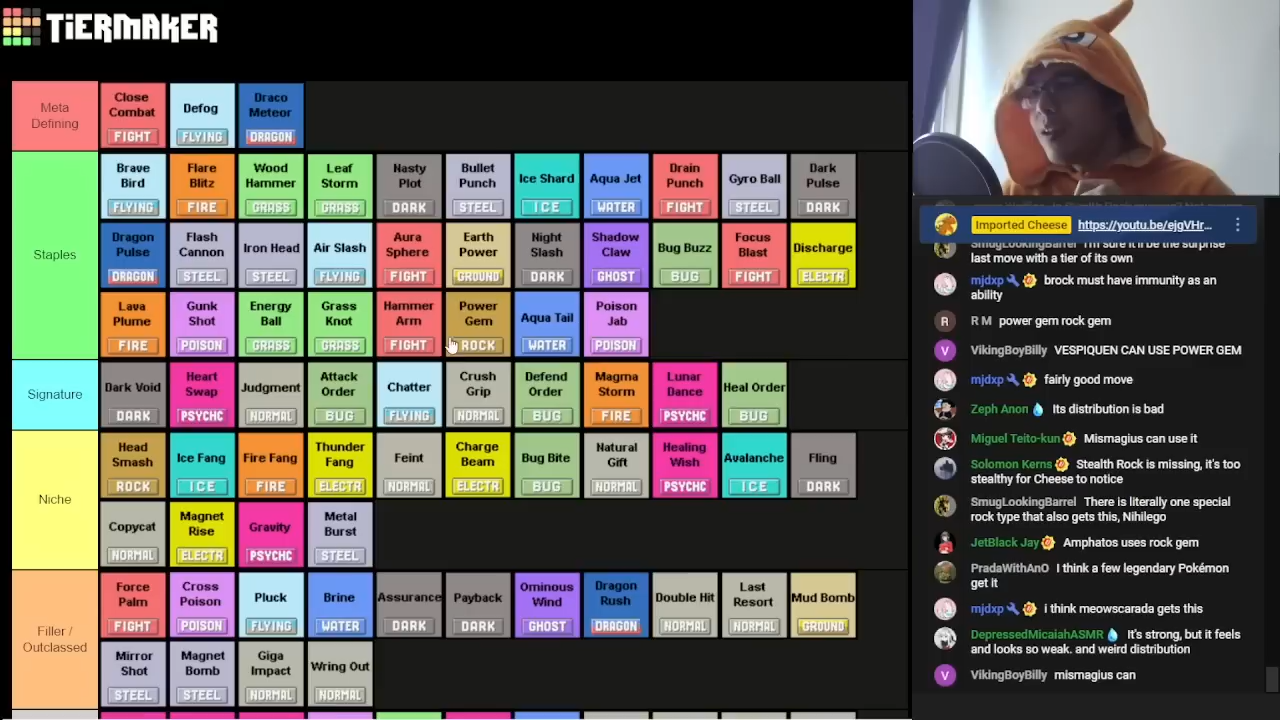 TIERMAKER
Meta
Defining
Close
Combat
FIGHT
Defog
FLYING
Draco
Meteor
DRAGON
Staples
Brave
Bird
FLYING
Flare
Blitz
FIRE
Wood
Hammer
GRASS
Leaf
Storm
GRASS
Nasty
Plot
DARK
Bullet
Punch
STEEL
Ice Shard
ICE
Aqua Jet
WATER
Drain
Punch
FIGHT
Gyro Ball
STEEL
Dark
Pulse
DARK
Dragon
Pulse
DRAGON
Flash
Cannon
STEEL
Iron Head
STEEL
Air Slash
FLYING
Aura
Sphere
FIGHT
Earth
Power
GROUND
Night
Slash
DARK
Shadow
Claw
GHOST
Bug Buzz
BUG
Focus
Blast
FIGHT
Discharge
ELECTR
Lava
Plume
FIRE
Gunk
Shot
POISON
Energy
Ball
GRASS
Grass
Knot
GRASS
Hammer
Arm
FIGHT
Power
Gem
ROCK
Aqua Tail
WATER
Poison
Jab
POISON
Signature
Dark Void
DARK
Heart
Swap
PSYCHC
Judgment
NORMAL
Attack
Order
BUG
Chatter
FLYING
Crush
Grip
NORMAL
Defend
Order
BUG
Magma
Storm
FIRE
Lunar
Dance
PSYCHC
Heal Order
BUG
Niche
Head
Smash
ROCK
Ice Fang
ICE
Fire Fang
FIRE
Thunder
Fang
ELECTR
Feint
NORMAL
Charge
Beam
ELECTR
Bug Bite
BUG
Natural
Gift
NORMAL
Healing
Wish
PSYCHC
Avalanche
ICE
Fling
DARK
Copycat
NORMAL
Magnet
Rise
ELECTR
Gravity
PSYCHC
Metal
Burst
STEEL
Filler /
Outclassed
Force
Palm
FIGHT
Cross
Poison
POISON
Pluck
FLYING
Brine
WATER
Assurance
DARK
Payback
DARK
Ominous
Wind
GHOST
Dragon
Rush
DRAGON
Double Hit
NORMAL
Last
Resort
NORMAL
Mud Bomb
GROUND
Mirror
Shot
STEEL
Magnet
Bomb
STEEL
Giga
Impact
NORMAL
Wring Out
NORMAL
Imported Cheese https://youtu.be/ejgVHr...
SmugLookingBarrel I'm sure it'll be the surprise
last move with a tier of its own
mjdxp brock must have immunity as an
ability
R M power gem rock gem
VikingBoyBilly VESPIQUEN CAN USE POWER GEM
mjdxp fairly good move
Zeph Anon Its distribution is bad
Miguel Teito-kun Mismagius can use it
Solomon Kerns Stealth Rock is missing, it's too
stealthy for Cheese to notice
SmugLookingBarrel There is literally one special
rock type that also gets this, Nihilego
JetBlack Jay Amphatos uses rock gem
PradaWithAnO I think a few legendary Pokémon
get it
mjdxp i think meowscarada gets this
DepressedMicaiahASMR It's strong, but it feels
and looks so weak. and weird distribution
VikingBoyBilly mismagius can